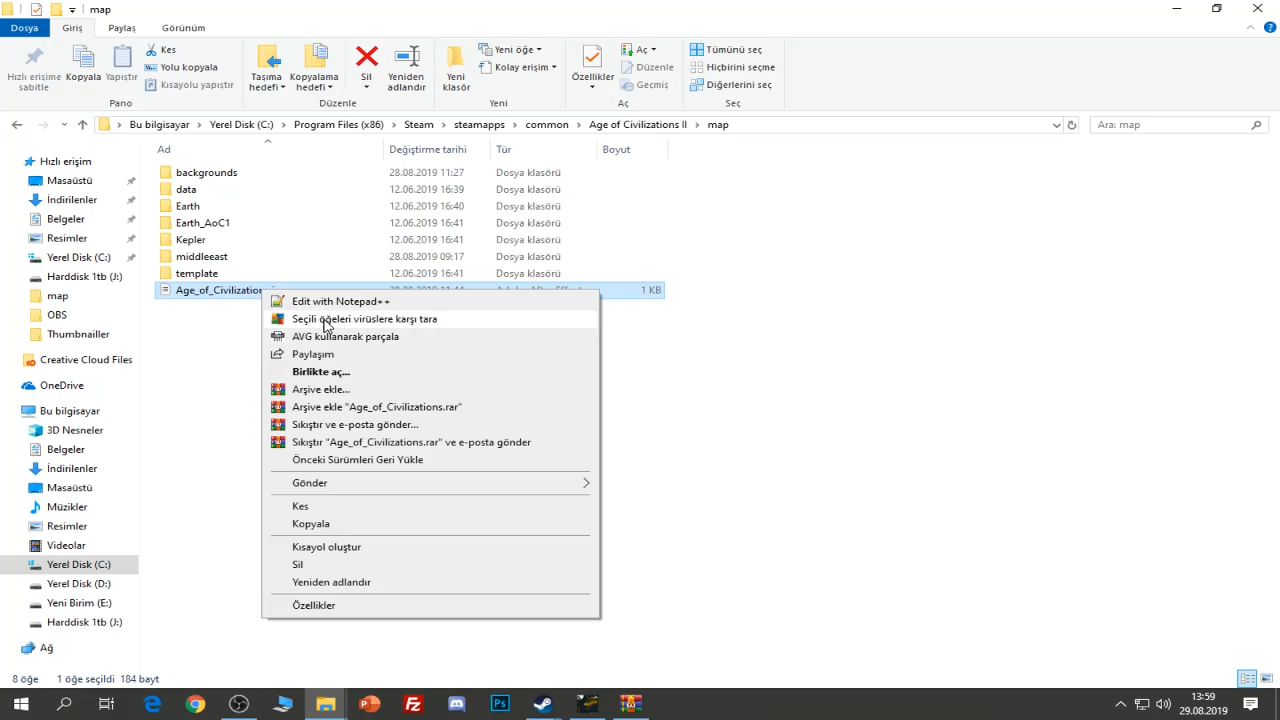 map
Dosya Giriş Paylaş Görünüm
Hızlı erişime sabitle
Kopyala
Yapıştır
Kes
Yolu kopyala
Kısayolu yapıştır
Pano
Taşıma hedefi
Kopyalama hedefi
Sil
Yeniden adlandır
Düzenle
Yeni klasör
Yeni öğe
Kolay erişim
Yeni
Özellikler
Aç
Düzenle
Geçmiş
Aç
Tümünü seç
Hiçbirini seçme
Diğerlerini seç
Seç
Bu bilgisayar Yerel Disk (C:) Program Files (x86) Steam steamapps common Age of Civilizations II map
Ara: map
Hızlı erişim
Masaüstü
İndirilenler
Belgeler
Resimler
Yerel Disk (C:)
Harddisk 1tb (J:)
map
OBS
Thumbnailler
Creative Cloud Files
OneDrive
Bu bilgisayar
3D Nesneler
Belgeler
İndirilenler
Masaüstü
Müzikler
Resimler
Videolar
Yerel Disk (C:)
Yerel Disk (D:)
Yeni Birim (E:)
Harddisk 1tb (J:)
Ağ
Ad Değiştirme tarihi Tür Boyut
backgrounds 28.08.2019 11:27 Dosya klasörü
data 12.06.2019 16:39 Dosya klasörü
Earth 12.06.2019 16:40 Dosya klasörü
Earth_AoC1 12.06.2019 16:41 Dosya klasörü
Kepler 12.06.2019 16:41 Dosya klasörü
middleeast 28.08.2019 09:17 Dosya klasörü
template 12.06.2019 16:41 Dosya klasörü
Age_of_Civilization 1 KB
Edit with Notepad++
Seçili öğeleri virüslere karşı tara
AVG kullanarak parçala
Paylaşım
Birlikte aç...
Arşive ekle...
Arşive ekle "Age_of_Civilizations.rar"
Sıkıştır ve e-posta gönder...
Sıkıştır "Age_of_Civilizations.rar" ve e-posta gönder
Önceki Sürümleri Geri Yükle
Gönder
Kes
Kopyala
Kısayol oluştur
Sil
Yeniden adlandır
Özellikler
8 öğe 1 öğe seçildi 184 bayt
13:59
29.08.2019